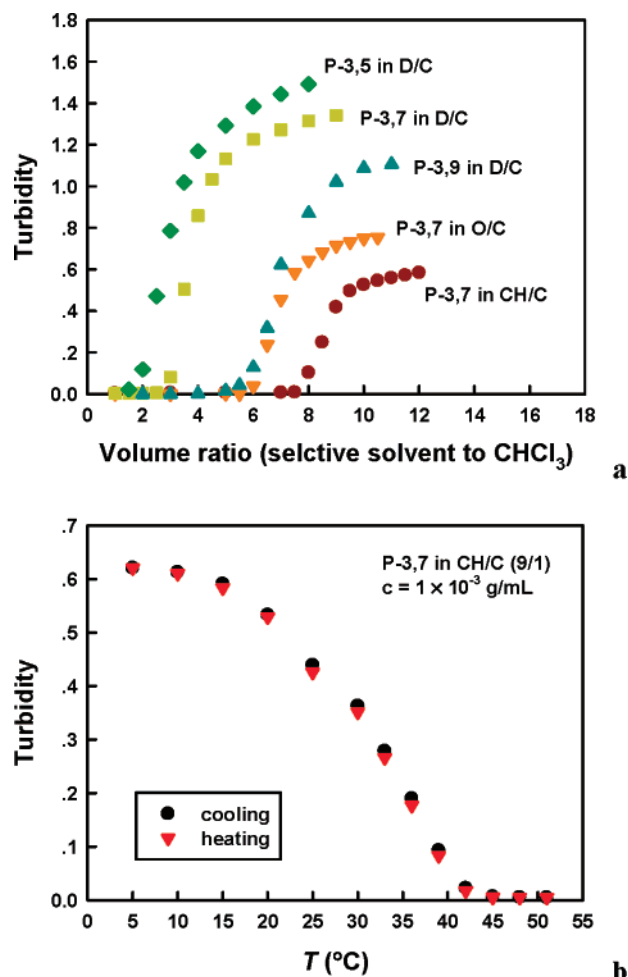 1.8
1.6
1.4
1.2
1.0
.8
.6
.4
.2
0.0
Turbidity
P-3,5 in D/C
P-3,7 in D/C
P-3,9 in D/C
P-3,7 in O/C
P-3,7 in CH/C
0 2 4 6 8 10 12 14 16 18
Volume ratio (selctive solvent to CHCl₃)
a
.7
.6
.5
.4
.3
.2
.1
0.0
Turbidity
P-3,7 in CH/C (9/1)
c = 1 × 10⁻³ g/mL
cooling
heating
0 5 10 15 20 25 30 35 40 45 50 55
T (°C)
b